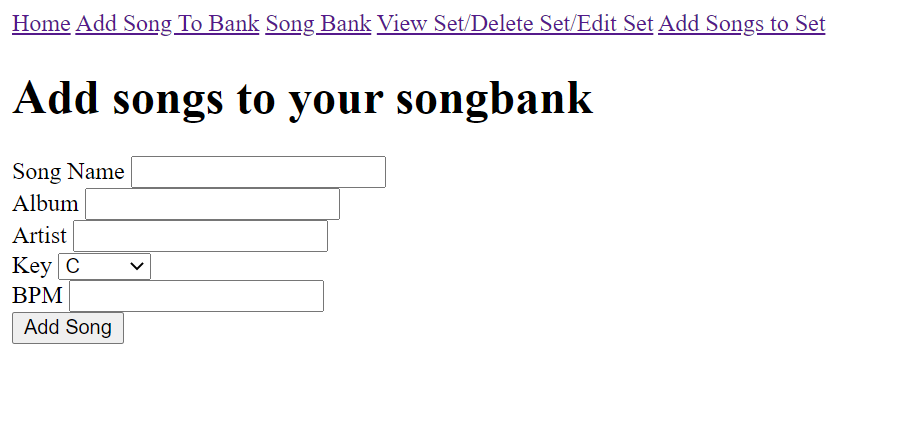 Home Add Song To Bank Song Bank View Set/Delete Set/Edit Set Add Songs to Set
Add songs to your songbank
Song Name
Album
Artist
Key C
BPM
Add Song